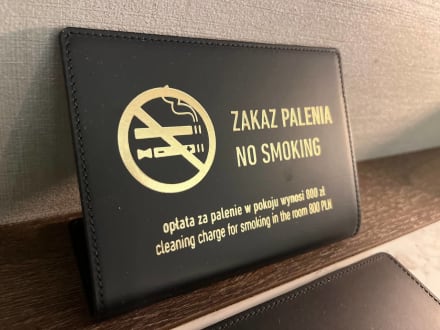 ZAKAZ PALENIA
NO SMOKING
opłata za palenie w pokoju wynosi 800 zł
cleaning charge for smoking in the room 800 PLN